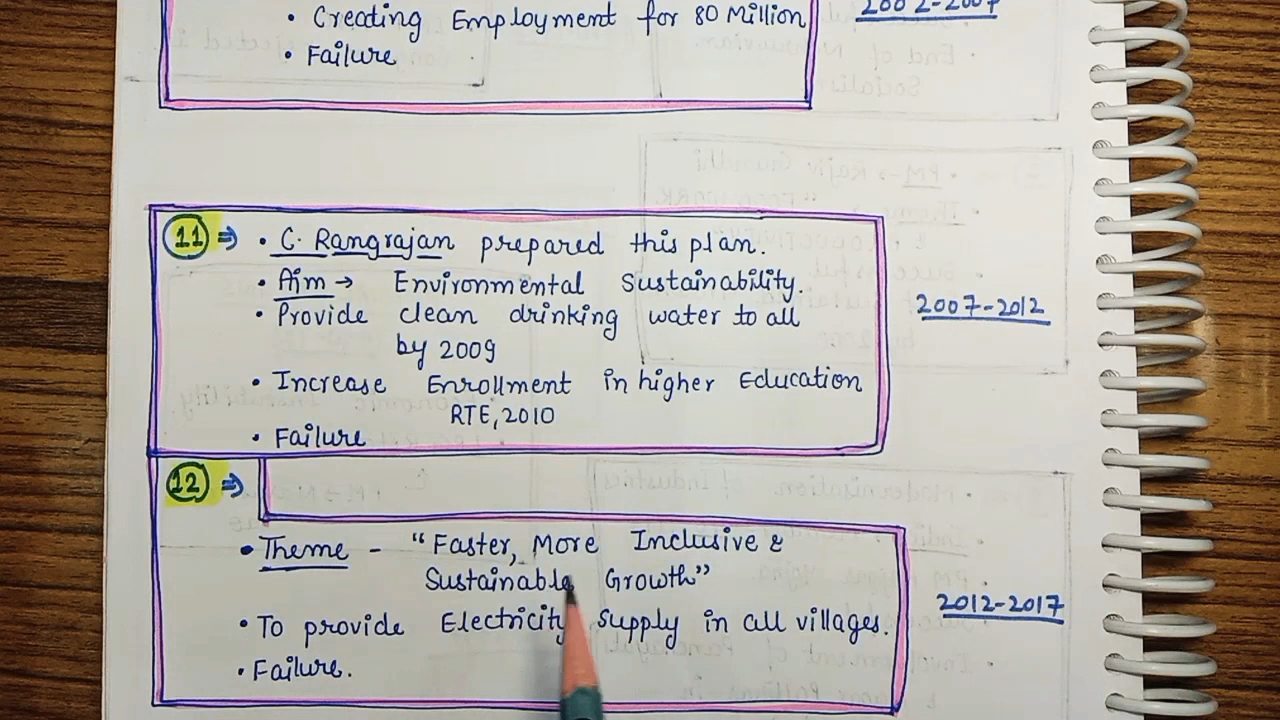 • Creating Employment for 80 Million
2002-2007
• Failure
11 ⇒ • C. Rangrajan prepared this plan.
• Aim → Environmental Sustainability.
• Provide clean drinking water to all
by 2009
2007-2012
• Increase Enrollment in higher Education
RTE, 2010
• Failure
12 ⇒
• Theme - "Faster, More Inclusive &
Sustainable Growth"
2012-2017
• To provide Electricity Supply in all villages.
• Failure.